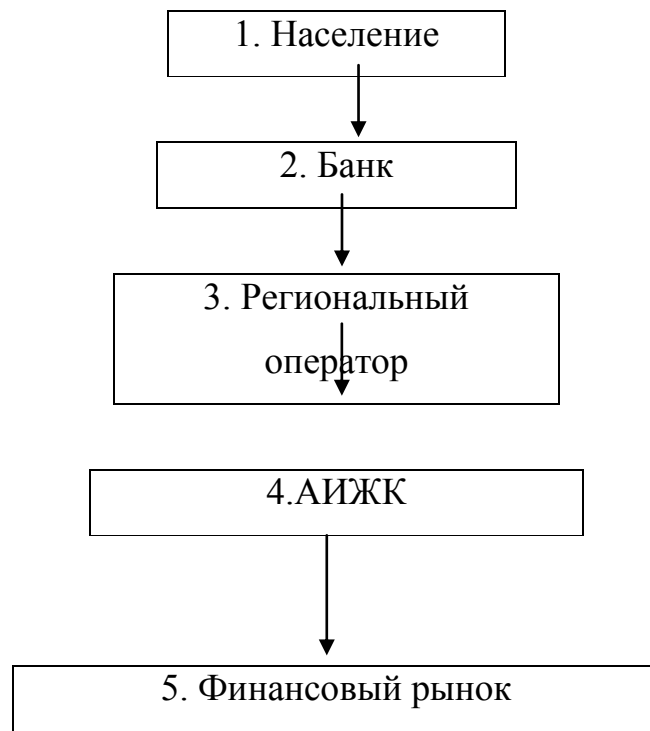 1. Население
2. Банк
3. Региональный
оператор
4.АИЖК
5. Финансовый рынок